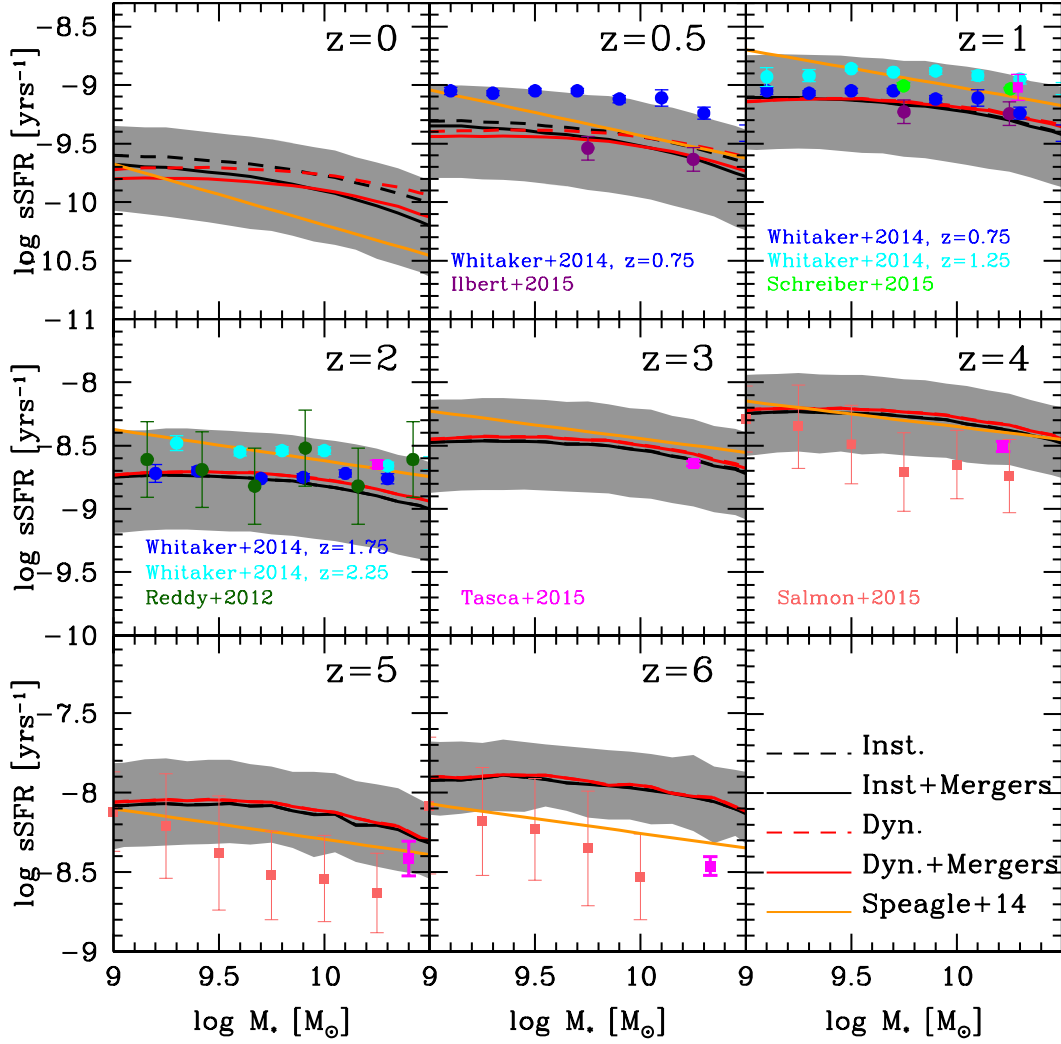 z=0
z=0.5
z=1
log sSFR [yrs⁻¹]
-8.5
-9
-9.5
-10
-10.5
-11
Whitaker+2014, z=0.75
Ilbert+2015
Whitaker+2014, z=0.75
Whitaker+2014, z=1.25
Schreiber+2015
z=2
z=3
z=4
log sSFR [yrs⁻¹]
-8
-8.5
-9
-9.5
-10
Whitaker+2014, z=1.75
Whitaker+2014, z=2.25
Reddy+2012
Tasca+2015
Salmon+2015
z=5
z=6
log sSFR [yrs⁻¹]
-7.5
-8
-8.5
-9
Inst.
Inst+Mergers
Dyn.
Dyn.+Mergers
Speagle+14
9 9.5 10 9 9.5 10 9 9.5 10
log M* [M⊙] log M* [M⊙] log M* [M⊙]